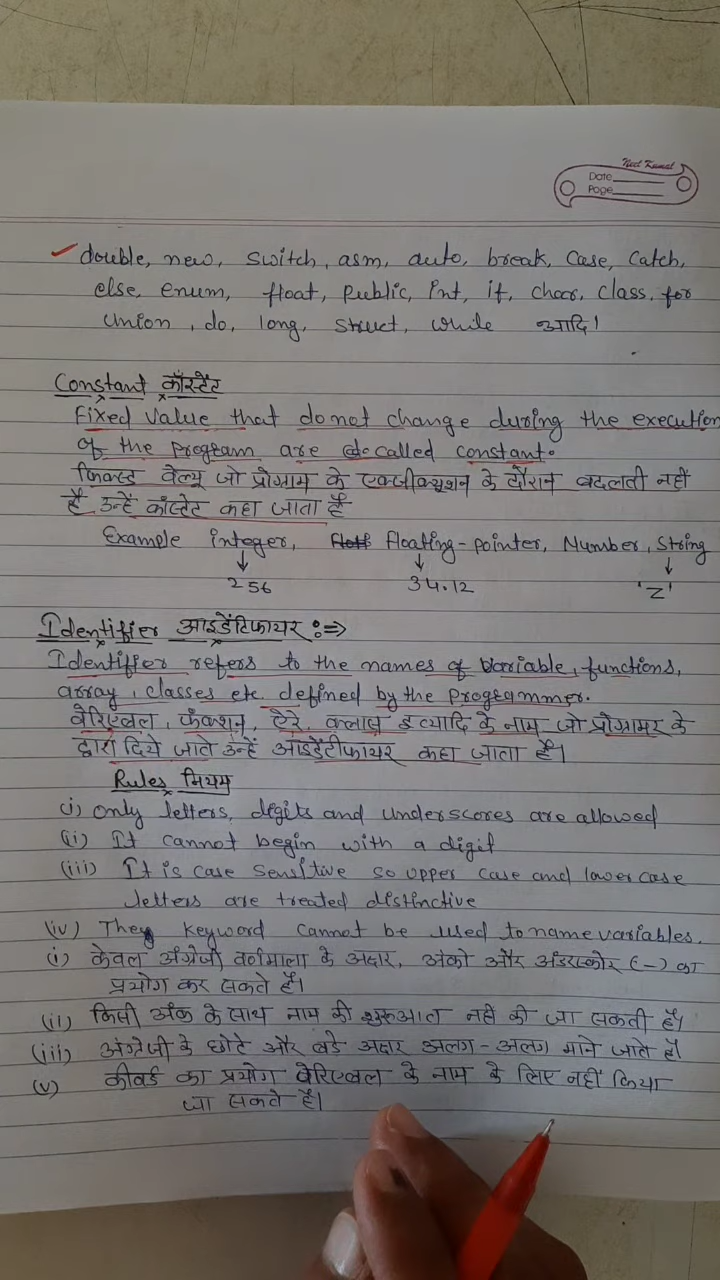 Neel Kamal
Date
Page
double, new, switch, asm, auto, break, Case, Catch,
else, enum, float, Public, int, if, char, class, for
Union, do, long, struct, while आदि।
Constant कॉंस्टेंट
Fixed value that do not change during the execution
of the program are called constant.
फिक्स्ड वेल्यू जो प्रोग्राम के एक्जीक्यूशन के दौरान बदलती नहीं
है उन्हें कांस्टेट कहा जाता है
Example integer, Floating-pointer, Number, String
256 34.12 'Z'
Identifier आइडेंटिफायर :⇒
Identifier refers to the names of variable, functions,
array, classes etc. defined by the programmer.
वेरिएबल, फंक्शन, ऐरे, क्लास इत्यादि के नाम जो प्रोग्रामर के
द्वारा दिये जाते उन्हें आइडेंटीफायर कहा जाता है।
Rules नियम
(i) Only letters, digits and underscores are allowed
(ii) It cannot begin with a digit
(iii) It is case sensitive so upper case and lower case
letters are treated distinctive
(iv) They keyword cannot be used to name variables.
(i) केवल अंग्रेजी वर्णमाला के अक्षर, अंको और अंडरस्कोर (-) का
प्रयोग कर सकते हैं।
(ii) किसी अंक के साथ नाम की शुरुआत नही की जा सकती है।
(iii) अंग्रेजी के छोटे और बडे अक्षर अलग-अलग माने जाते है
(v) कीवर्ड का प्रयोग वेरिएबल के नाम के लिए नहीं किया
जा सकते हैं।